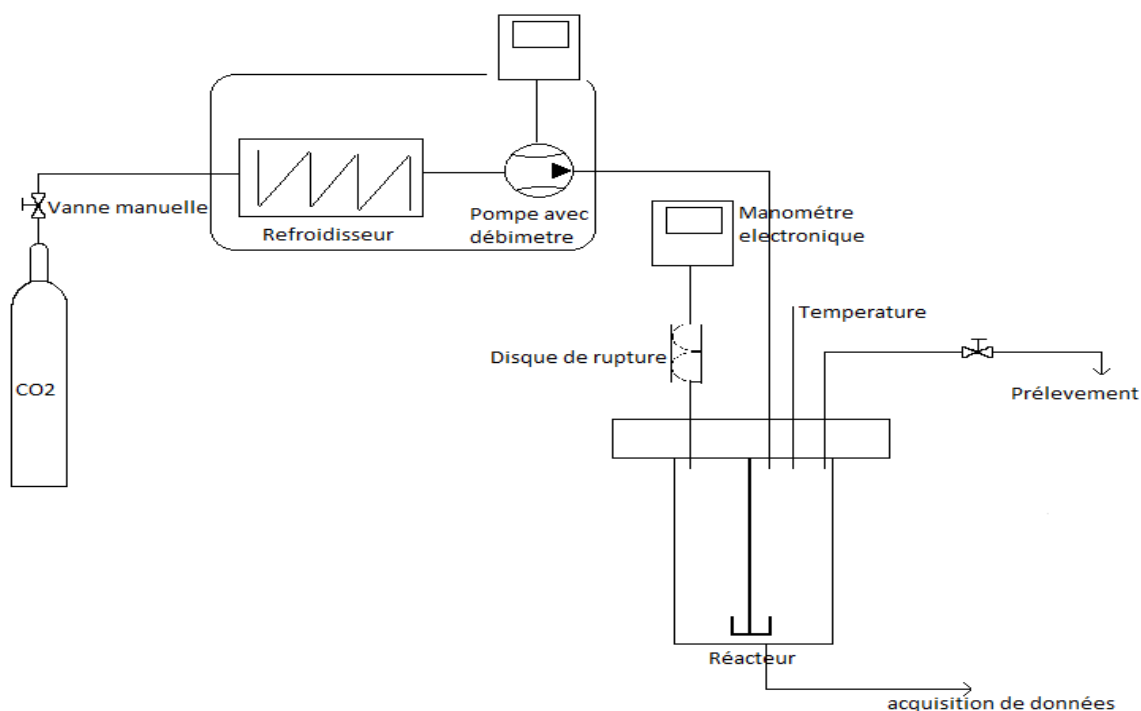 Vanne manuelle
Refroidisseur
Pompe avec
débimetre
Manométre
electronique
Temperature
Disque de rupture
CO2
Prélevement
Réacteur
acquisition de données